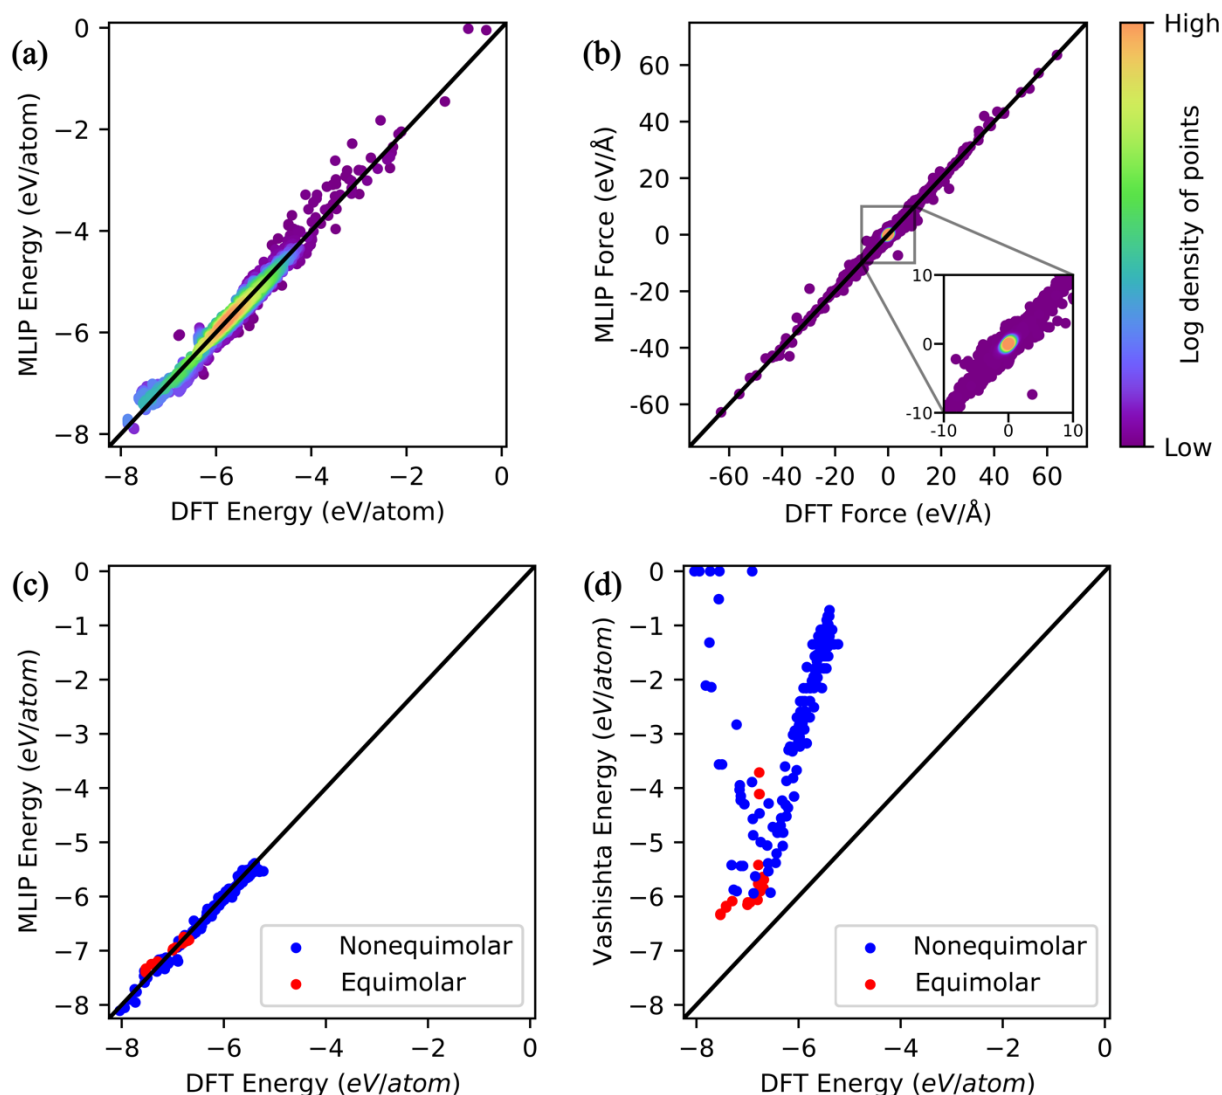 (a)
MLIP Energy (eV/atom)
0
−2
−4
−6
−8
−8 −6 −4 −2 0
DFT Energy (eV/atom)
(b)
MLIP Force (eV/Å)
60
40
20
0
-20
-40
-60
-60 -40 -20 0 20 40 60
DFT Force (eV/Å)
10
0
-10
-10 0 10
High
Low
Log density of points
(c)
MLIP Energy (eV/atom)
0
−1
−2
−3
−4
−5
−6
−7
−8
−8 −6 −4 −2 0
DFT Energy (eV/atom)
Nonequimolar
Equimolar
(d)
Vashishta Energy (eV/atom)
0
−1
−2
−3
−4
−5
−6
−7
−8
−8 −6 −4 −2 0
DFT Energy (eV/atom)
Nonequimolar
Equimolar